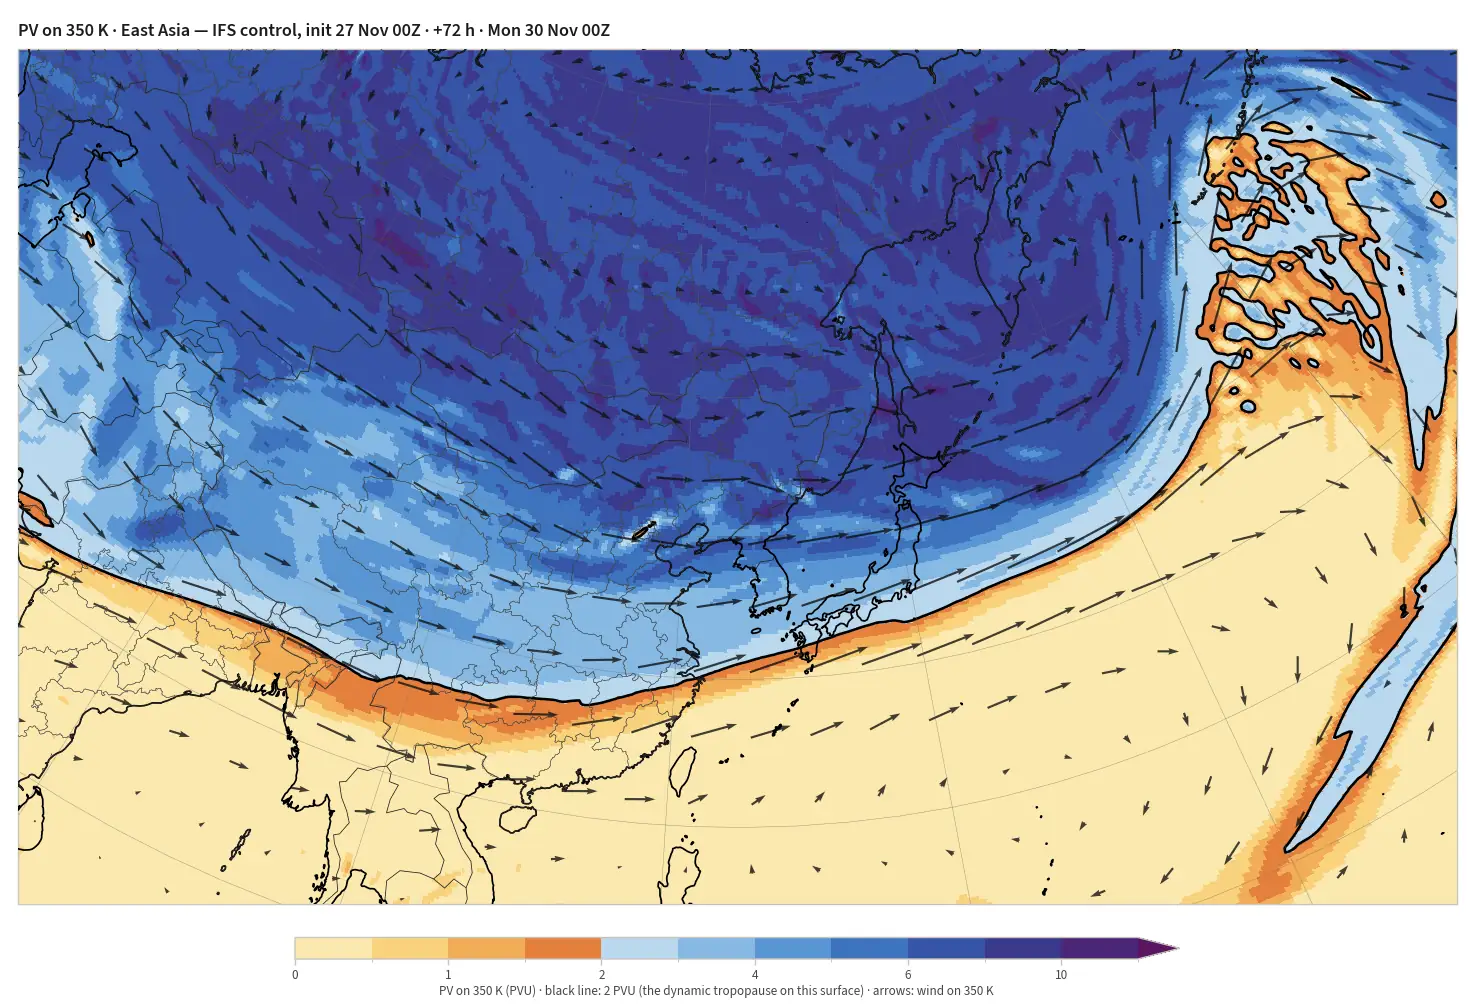 PV on 350 K · East Asia — IFS control, init 27 Nov 00Z · +72 h · Mon 30 Nov 00Z
0 1 2 4 6 10
PV on 350 K (PVU) · black line: 2 PVU (the dynamic tropopause on this surface) · arrows: wind on 350 K